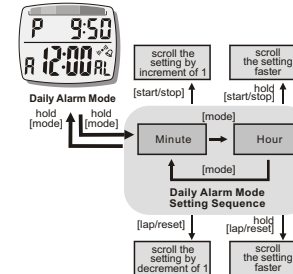 P 9:50
A 12:00 AL
Daily Alarm Mode
hold
[mode]
hold
[mode]
scroll the
setting by
increment of 1
scroll
the setting
faster
[start/stop]
hold
[start/stop]
[mode]
Minute
Hour
[mode]
Daily Alarm Mode
Setting Sequence
[lap/reset]
hold
[lap/reset]
scroll the
setting by
decrement of 1
scroll
the setting
faster